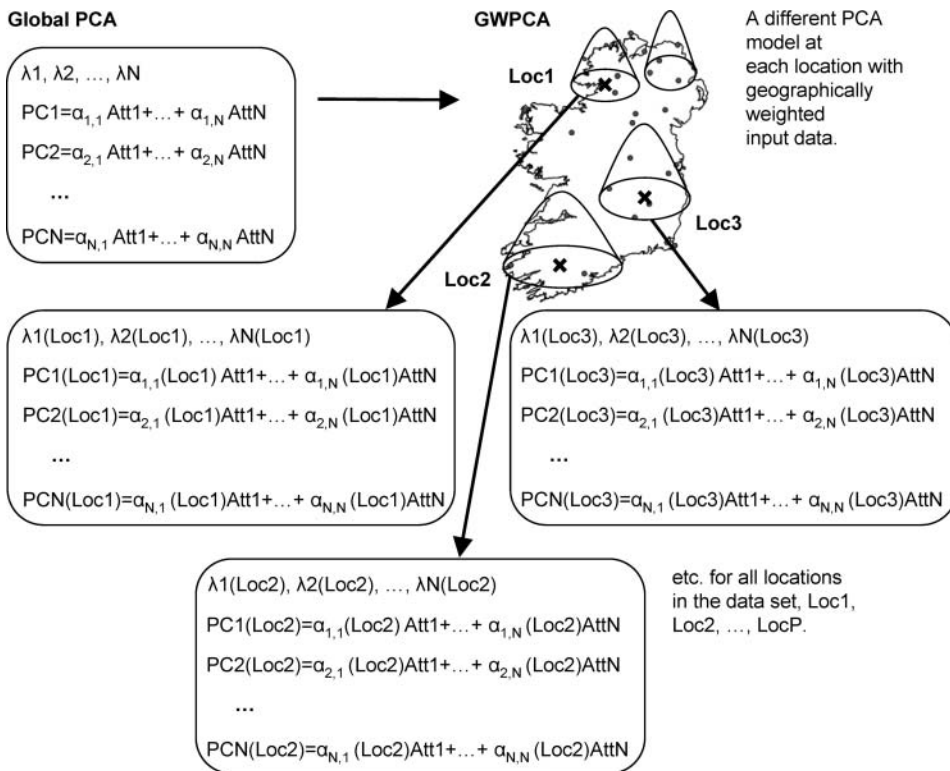 Global PCA
λ1, λ2, …, λN
PC1=α1,1 Att1+…+ α1,N AttN
PC2=α2,1 Att1+…+ α2,N AttN
...
PCN=αN,1 Att1+…+ αN,N AttN
GWPCA
Loc1
Loc2
Loc3
A different PCA
model at
each location with
geographically
weighted
input data.
λ1(Loc1), λ2(Loc1), …, λN(Loc1)
PC1(Loc1)=α1,1(Loc1) Att1+…+ α1,N (Loc1)AttN
PC2(Loc1)=α2,1 (Loc1)Att1+…+ α2,N(Loc1)AttN
...
PCN(Loc1)=αN,1 (Loc1)Att1+…+ αN,N (Loc1)AttN
λ1(Loc3), λ2(Loc3), …, λN(Loc3)
PC1(Loc3)=α1,1(Loc3) Att1+…+ α1,N (Loc3)AttN
PC2(Loc3)=α2,1 (Loc3)Att1+…+ α2,N(Loc3)AttN
...
PCN(Loc3)=αN,1 (Loc3)Att1+…+ αN,N (Loc3)AttN
λ1(Loc2), λ2(Loc2), …, λN(Loc2)
PC1(Loc2)=α1,1(Loc2) Att1+…+ α1,N (Loc2)AttN
PC2(Loc2)=α2,1 (Loc2)Att1+…+ α2,N(Loc2)AttN
...
PCN(Loc2)=αN,1 (Loc2)Att1+…+ αN,N (Loc2)AttN
etc. for all locations
in the data set, Loc1,
Loc2, …, LocP.